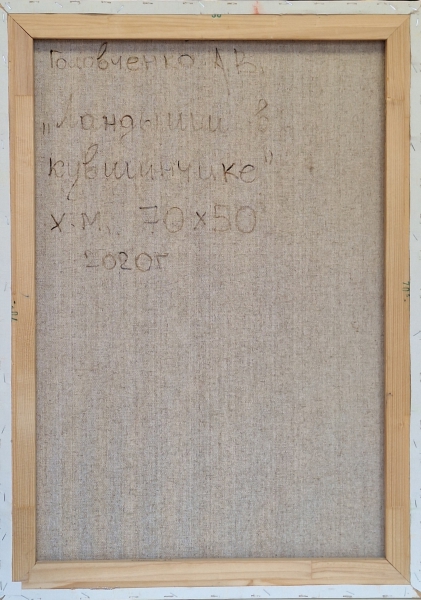 Головченко А.В.
„Ландыши в
кувшинчике"
х.м. 70х50
2020г